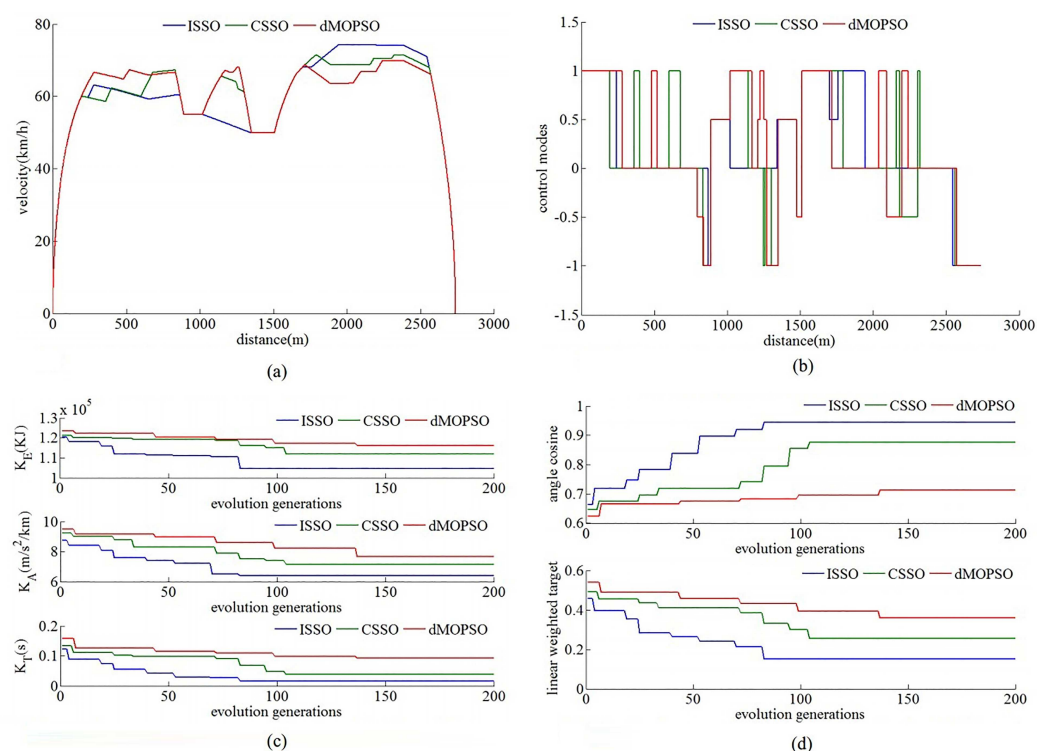 ISSO CSSO dMOPSO
80
60
40
20
0
velocity(km/h)
0 500 1000 1500 2000 2500 3000
distance(m)
(a)
ISSO CSSO dMOPSO
1.5
1
0.5
0
-0.5
-1
-1.5
control modes
0 500 1000 1500 2000 2500 3000
distance(m)
(b)
x 10^5
ISSO CSSO dMOPSO
1.3
1.2
1.1
1
K_E(KJ)
0 50 100 150 200
evolution generations
ISSO CSSO dMOPSO
10
8
6
K_A(m/s^2/km)
0 50 100 150 200
evolution generations
ISSO CSSO dMOPSO
0.2
0.1
0
K_T(s)
0 50 100 150 200
evolution generations
(c)
ISSO CSSO dMOPSO
1
0.9
0.8
0.7
0.6
angle cosine
0 50 100 150 200
evolution generations
ISSO CSSO dMOPSO
0.6
0.4
0.2
0
linear weighted target
0 50 100 150 200
evolution generations
(d)